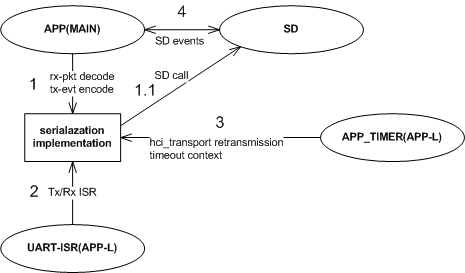 4
APP(MAIN)
SD
SD events
1
rx-pkt decode
tx-evt encode
SD call
1.1
3
serialazation
implementation
hci_transport retransmission
timeout context
APP_TIMER(APP-L)
2
Tx/Rx ISR
UART-ISR(APP-L)